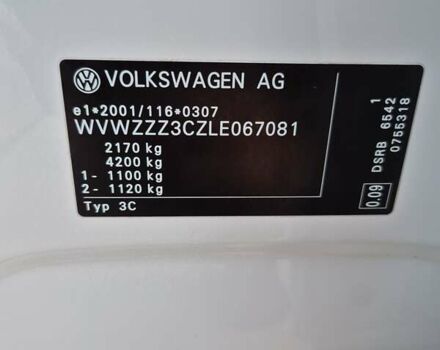 VOLKSWAGEN AG
e1*2001/116*0307
WVWZZZ3CZLE067081
2170 kg
4200 kg
1- 1100 kg
2- 1120 kg
Typ 3C
DSRB 6542 1
0755318
0.09